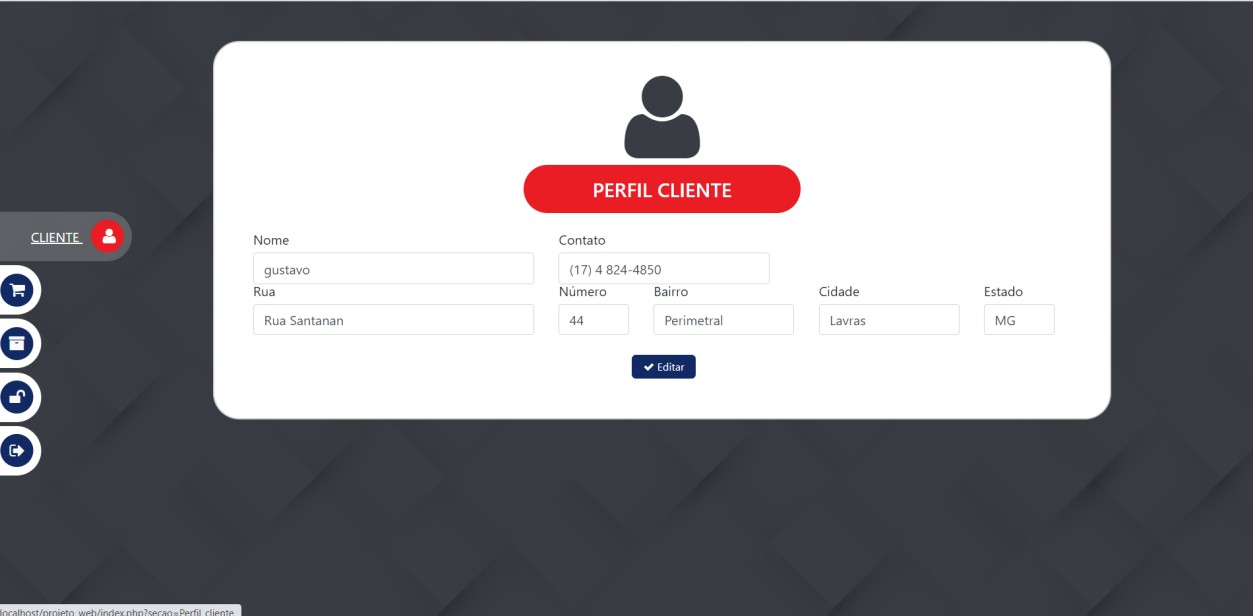 PERFIL CLIENTE
CLIENTE
Nome
Contato
gustavo
(17) 4 824-4850
Rua
Número
Bairro
Cidade
Estado
Rua Santanan
44
Perimetral
Lavras
MG
Editar
localhost/projeto_web/index.php?secao=Perfil_cliente